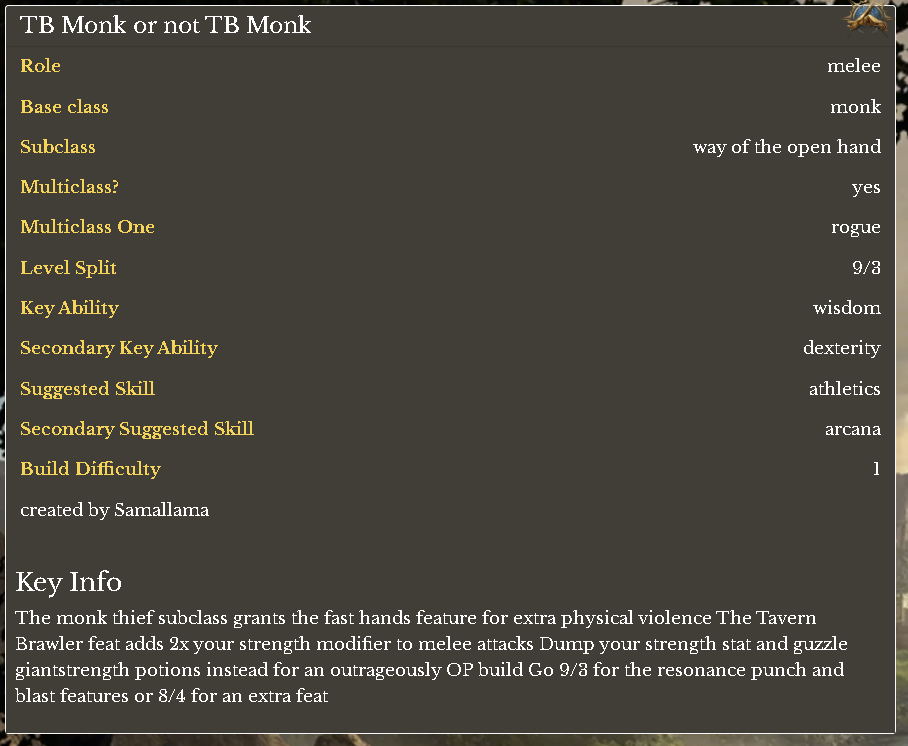 TB Monk or not TB Monk
Role melee
Base class monk
Subclass way of the open hand
Multiclass? yes
Multiclass One rogue
Level Split 9/3
Key Ability wisdom
Secondary Key Ability dexterity
Suggested Skill athletics
Secondary Suggested Skill arcana
Build Difficulty 1
created by Samallama
Key Info
The monk thief subclass grants the fast hands feature for extra physical violence The Tavern
Brawler feat adds 2x your strength modifier to melee attacks Dump your strength stat and guzzle
giantstrength potions instead for an outrageously OP build Go 9/3 for the resonance punch and
blast features or 8/4 for an extra feat